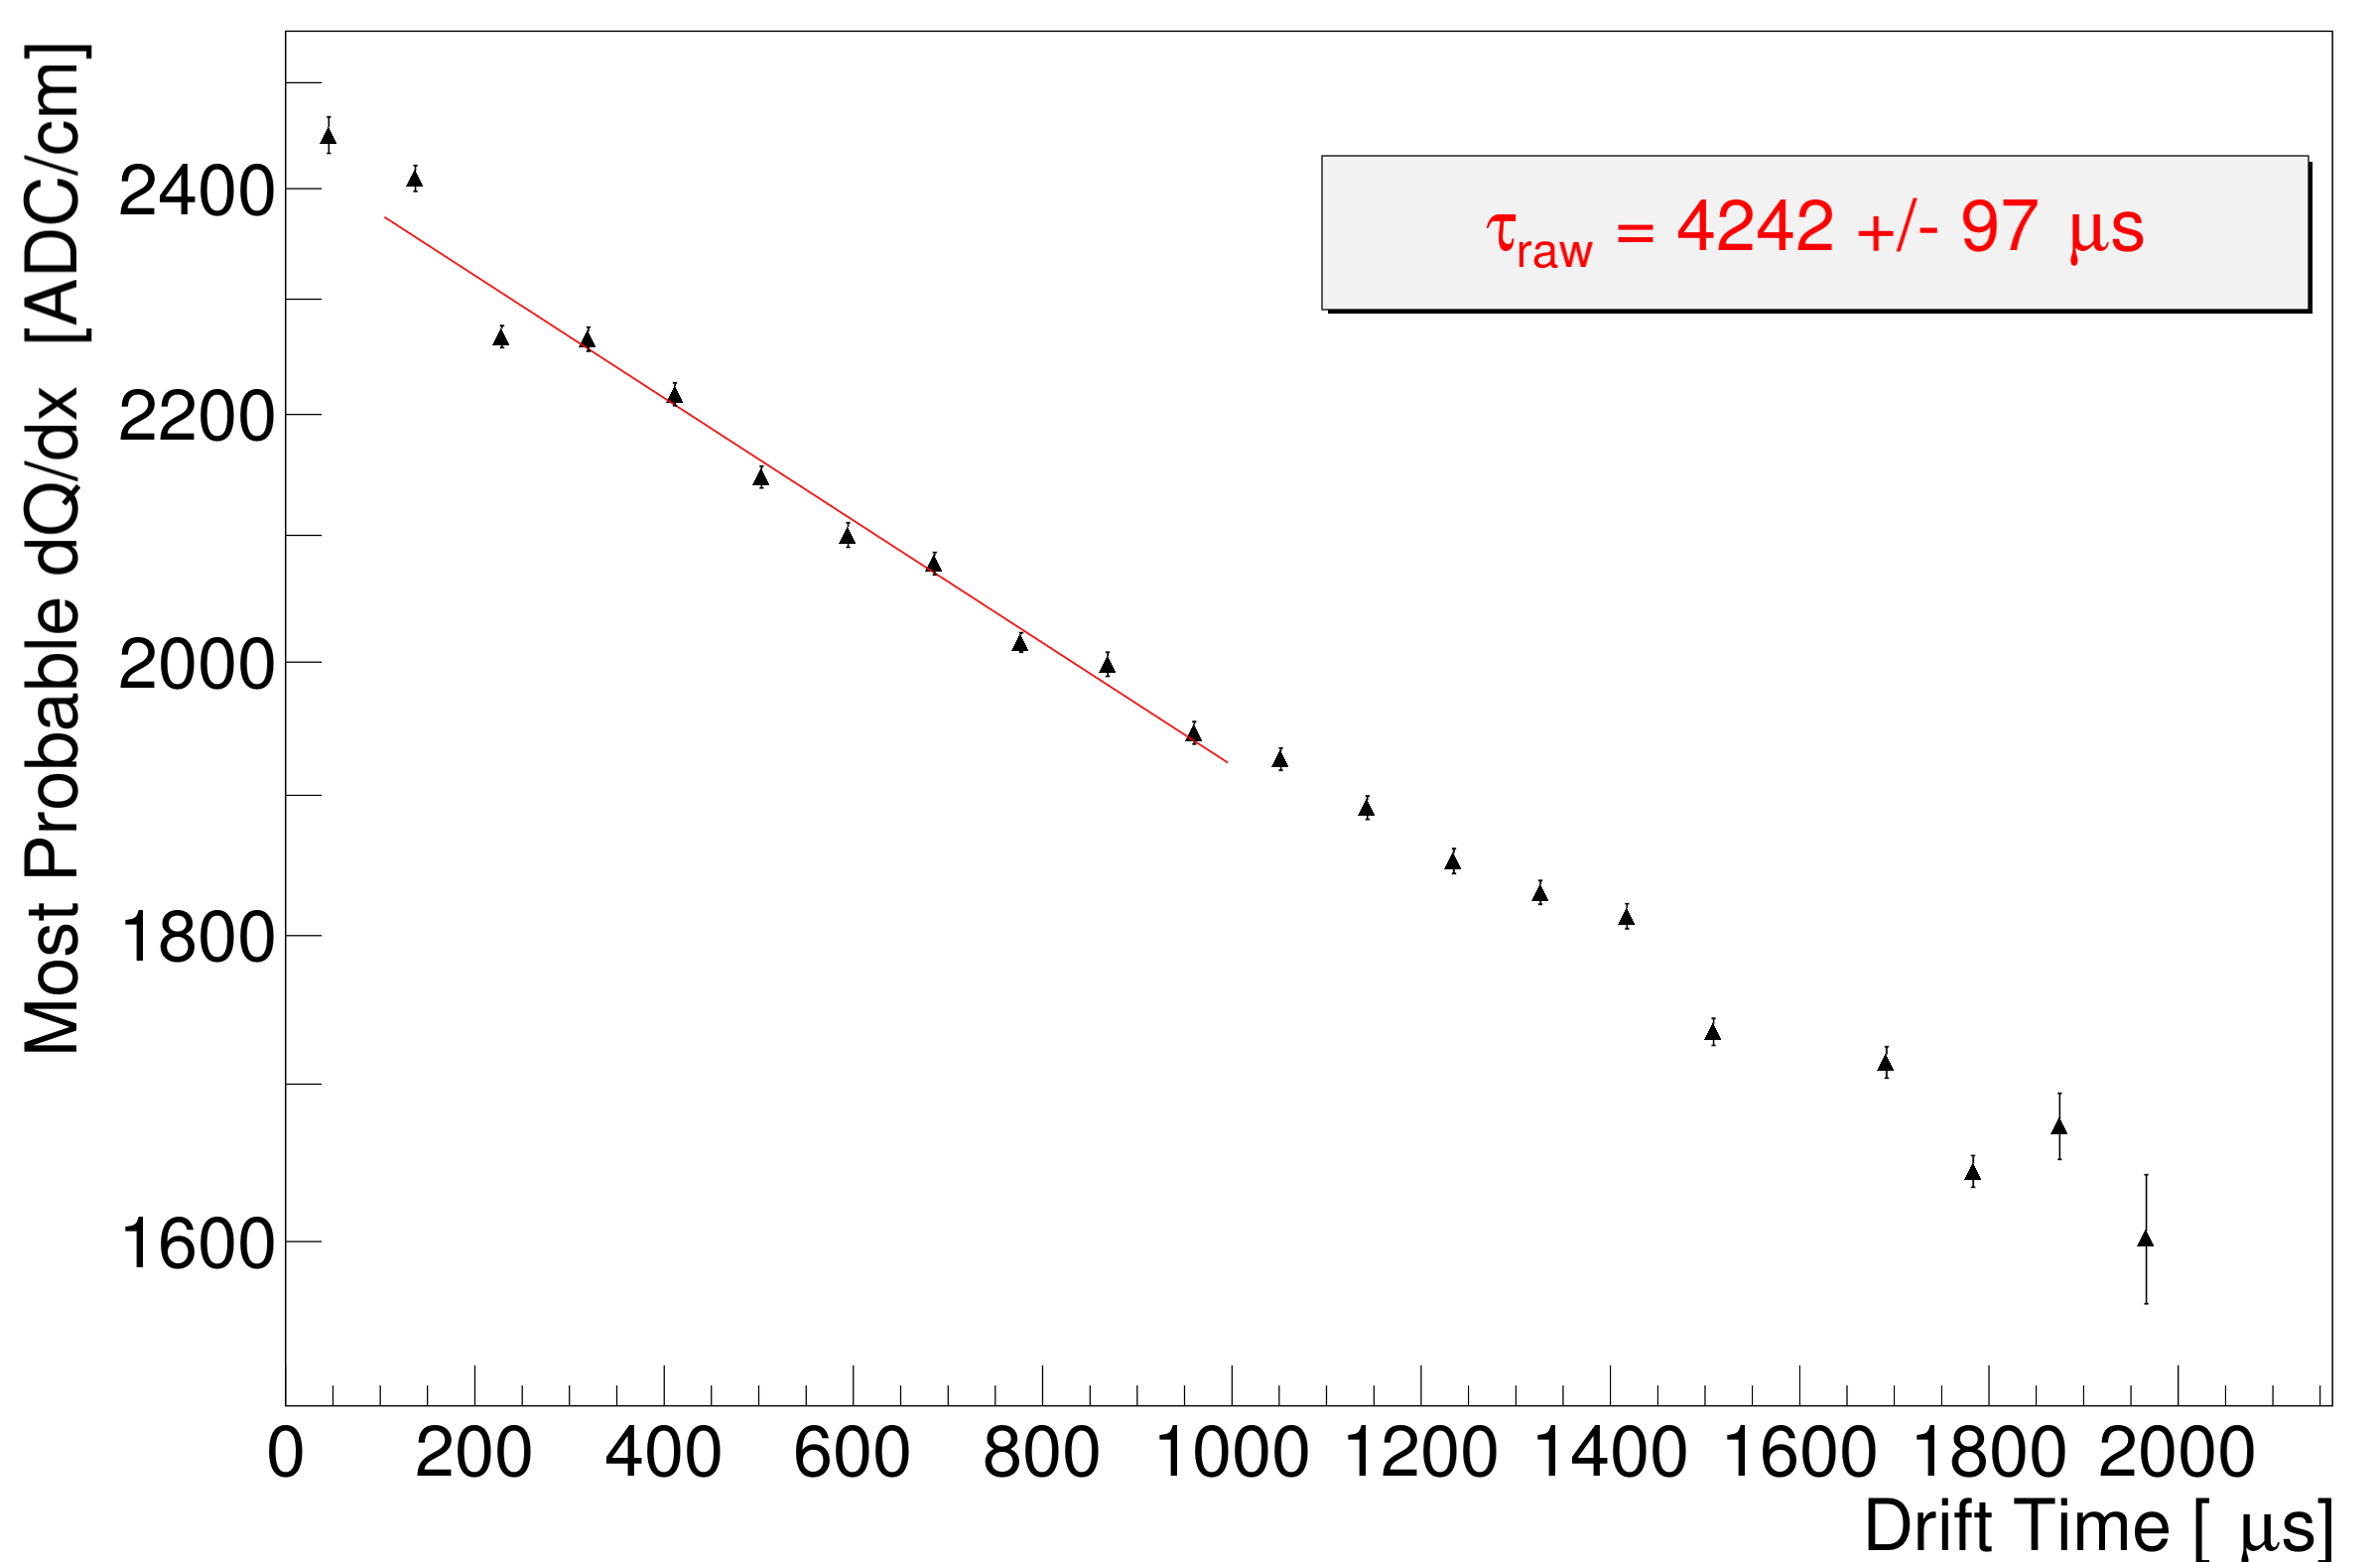 Most Probable dQ/dx [ADC/cm]
2400
2200
2000
1800
1600
τraw = 4242 +/- 97 μs
0 200 400 600 800 1000 1200 1400 1600 1800 2000
Drift Time [ μs]